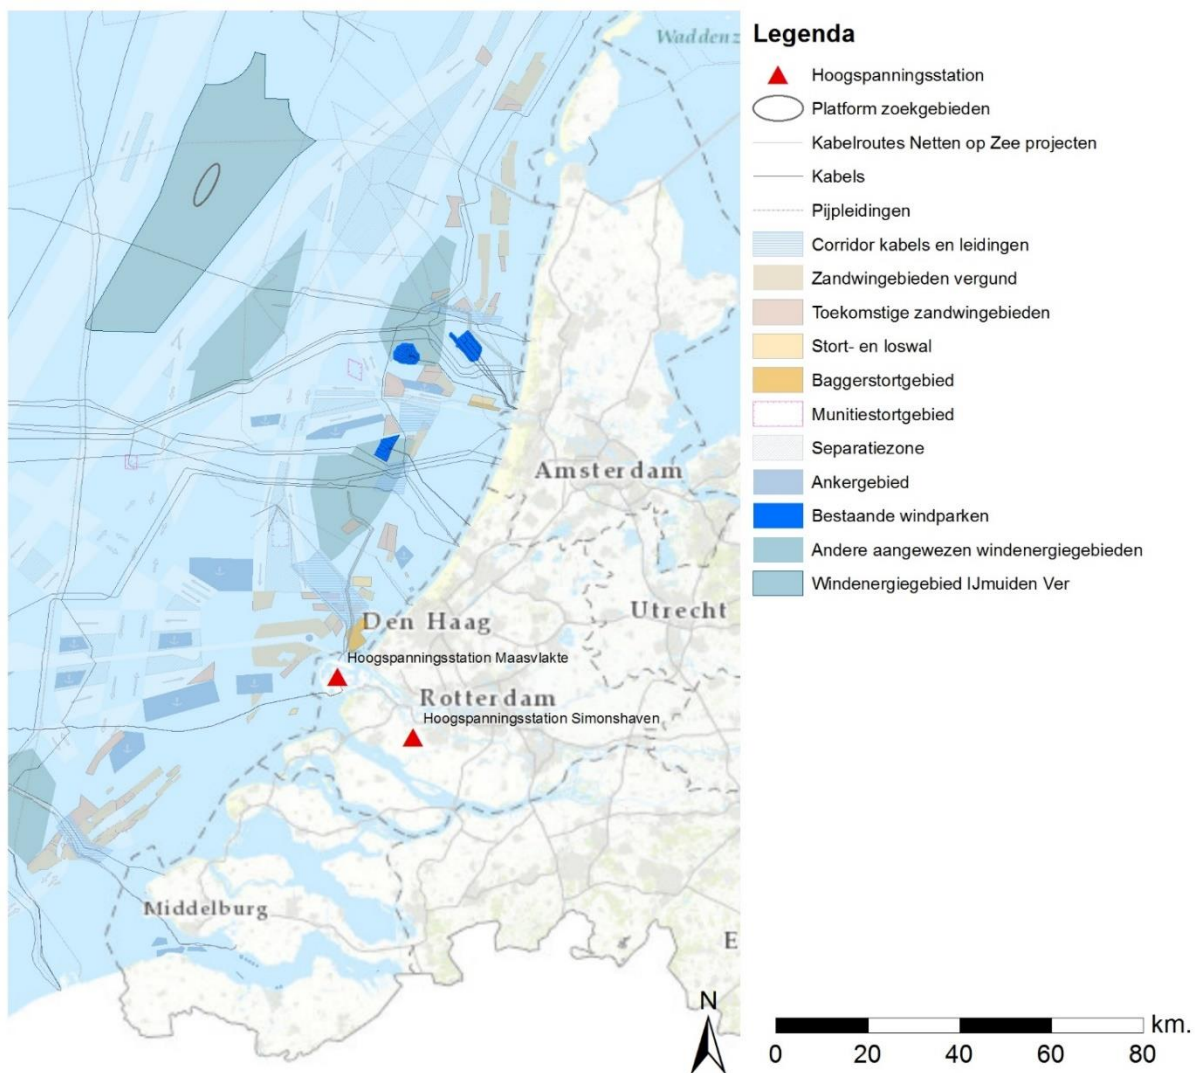 Waddenz
Amsterdam
Utrecht
Den Haag
Hoogspanningsstation Maasvlakte
Rotterdam
Hoogspanningsstation Simonshaven
Middelburg
E
N
Legenda
Hoogspanningsstation
Platform zoekgebieden
Kabelroutes Netten op Zee projecten
Kabels
Pijpleidingen
Corridor kabels en leidingen
Zandwingebieden vergund
Toekomstige zandwingebieden
Stort- en loswal
Baggerstortgebied
Munitiestortgebied
Separatiezone
Ankergebied
Bestaande windparken
Andere aangewezen windenergiegebieden
Windenergiegebied IJmuiden Ver
km.
0 20 40 60 80